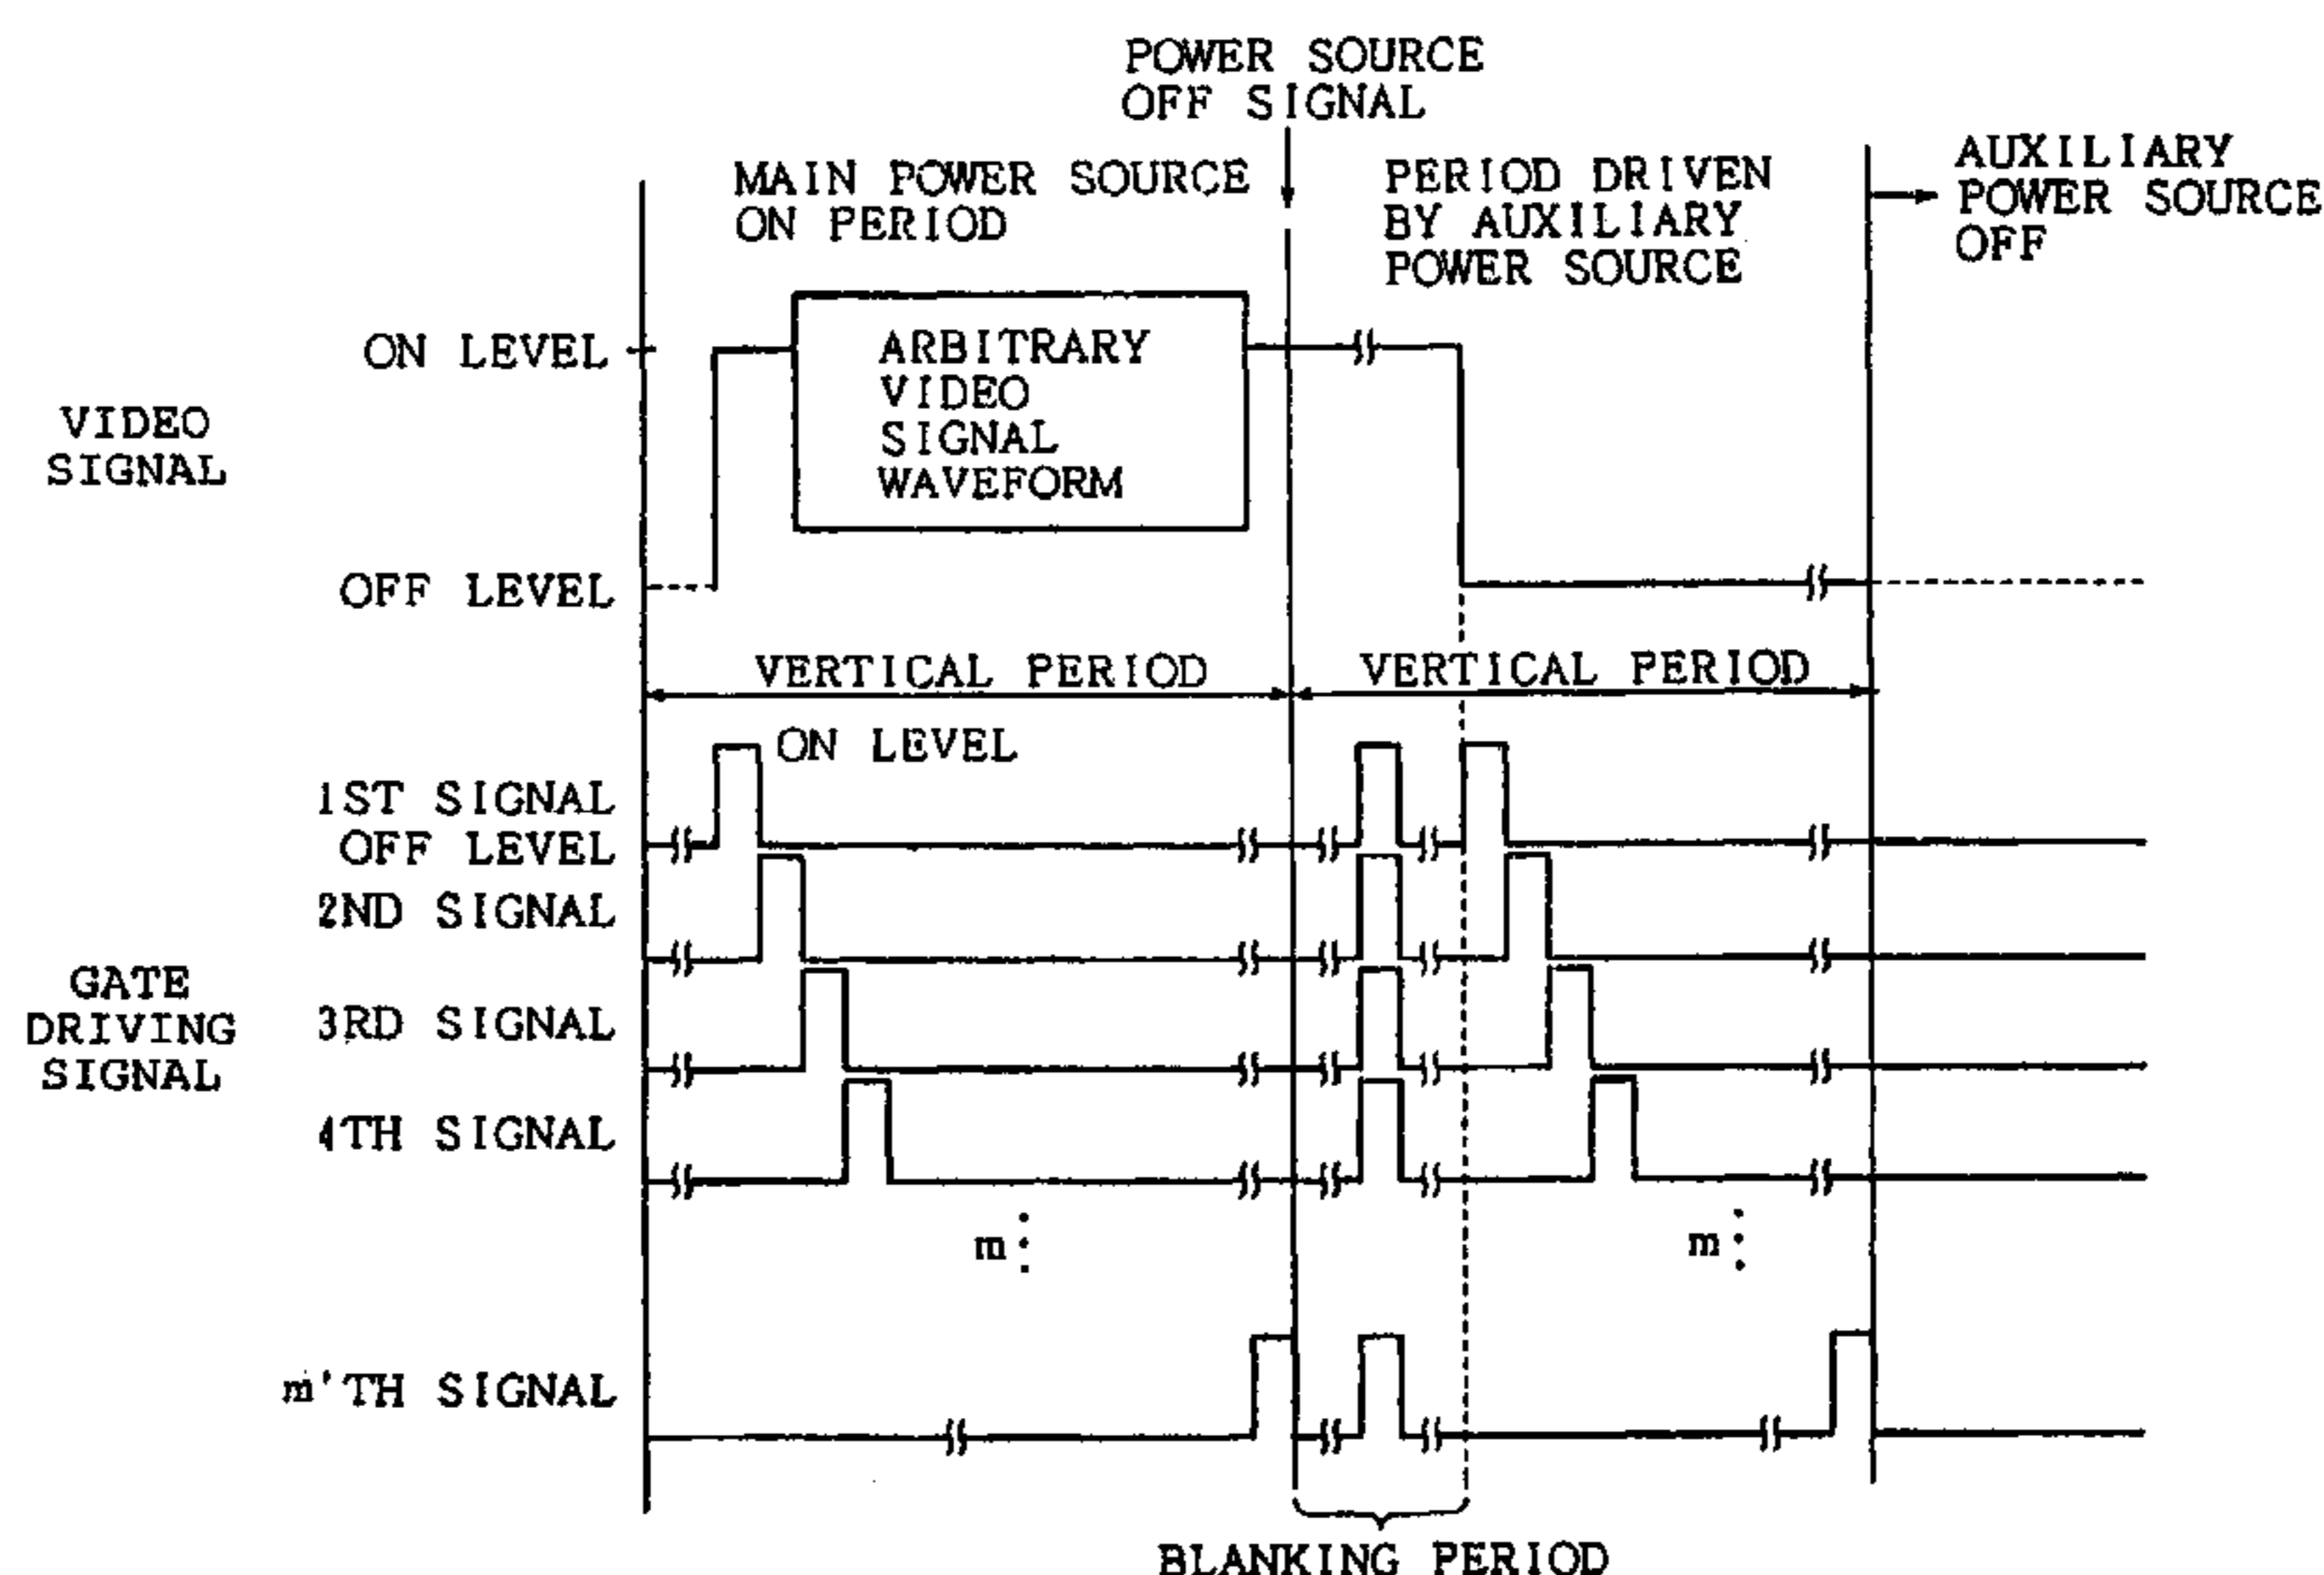 POWER SOURCE
OFF SIGNAL
MAIN POWER SOURCE
ON PERIOD
PERIOD DRIVEN
BY AUXILIARY
POWER SOURCE
AUXILIARY
POWER SOURCE
OFF
ON LEVEL
ARBITRARY
VIDEO
SIGNAL
WAVEFORM
VIDEO
SIGNAL
OFF LEVEL
VERTICAL PERIOD
VERTICAL PERIOD
ON LEVEL
1ST SIGNAL
OFF LEVEL
2ND SIGNAL
GATE
DRIVING
SIGNAL
3RD SIGNAL
4TH SIGNAL
m
m
m'TH SIGNAL
BLANKING PERIOD